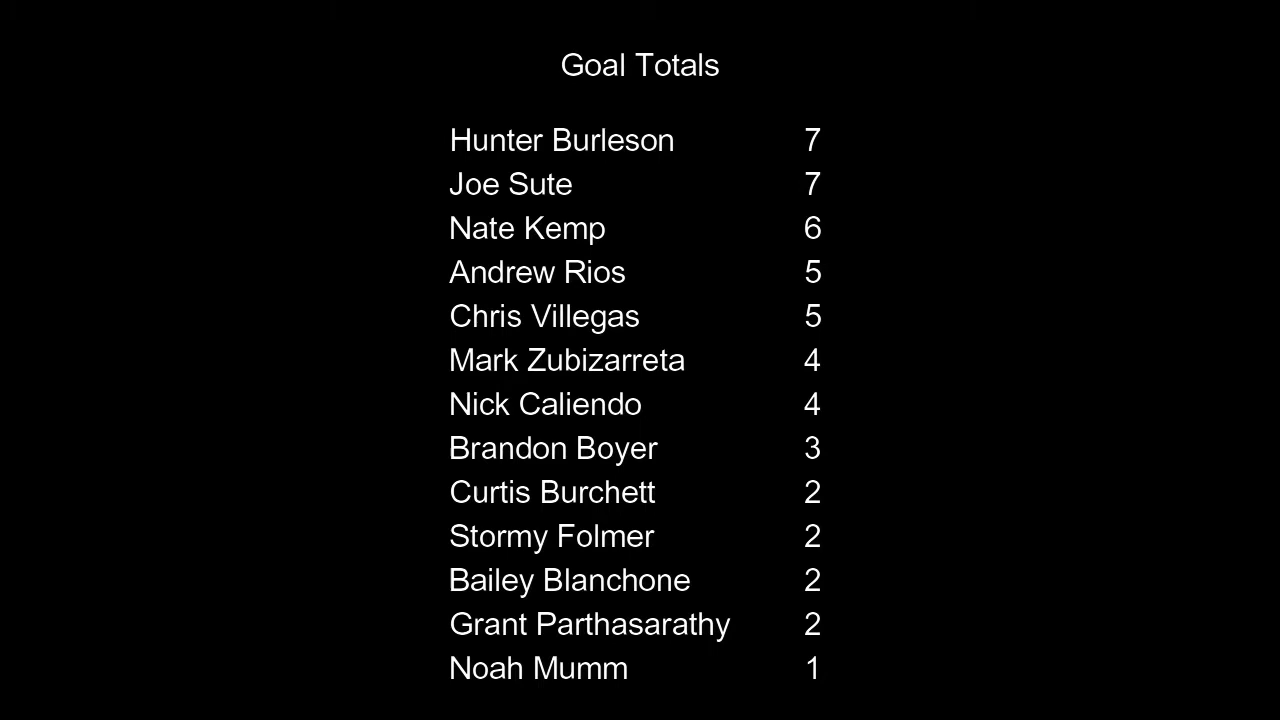 Goal Totals
Hunter Burleson 7
Joe Sute 7
Nate Kemp 6
Andrew Rios 5
Chris Villegas 5
Mark Zubizarreta 4
Nick Caliendo 4
Brandon Boyer 3
Curtis Burchett 2
Stormy Folmer 2
Bailey Blanchone 2
Grant Parthasarathy 2
Noah Mumm 1